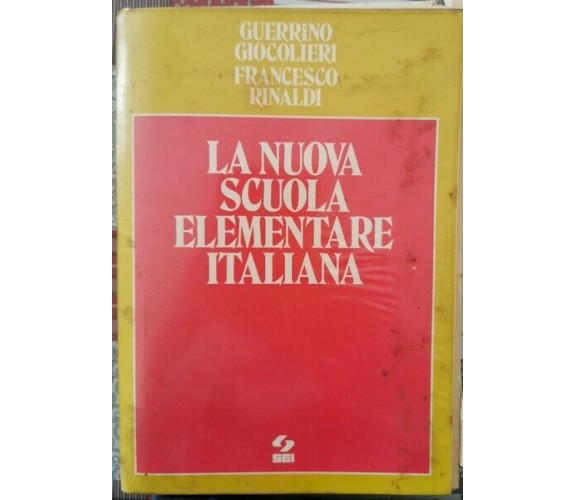 GUERRINO
GIOCOLIERI
FRANCESCO
RINALDI
LA NUOVA
SCUOLA
ELEMENTARE
ITALIANA
SEI